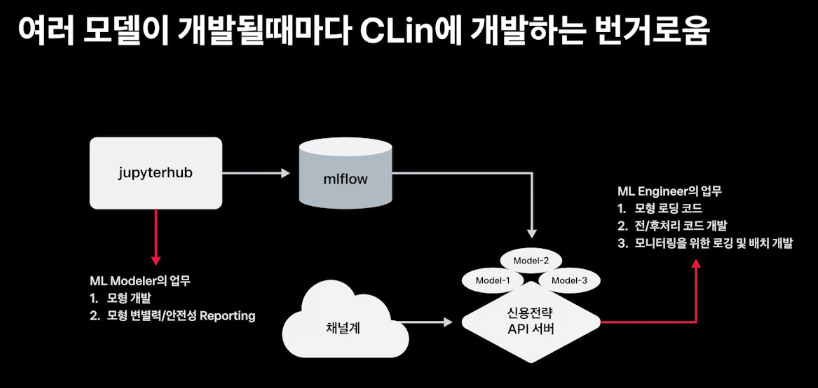 여러 모델이 개발될때마다 CLin에 개발하는 번거로움
jupyterhub
mlflow
ML Engineer의 업무
1. 모형 로딩 코드
2. 전/후처리 코드 개발
3. 모니터링을 위한 로깅 및 배치 개발
Model-2
Model-1
Model-3
ML Modeler의 업무
1. 모형 개발
2. 모형 변별력/안전성 Reporting
채널계
신용전략
API 서버